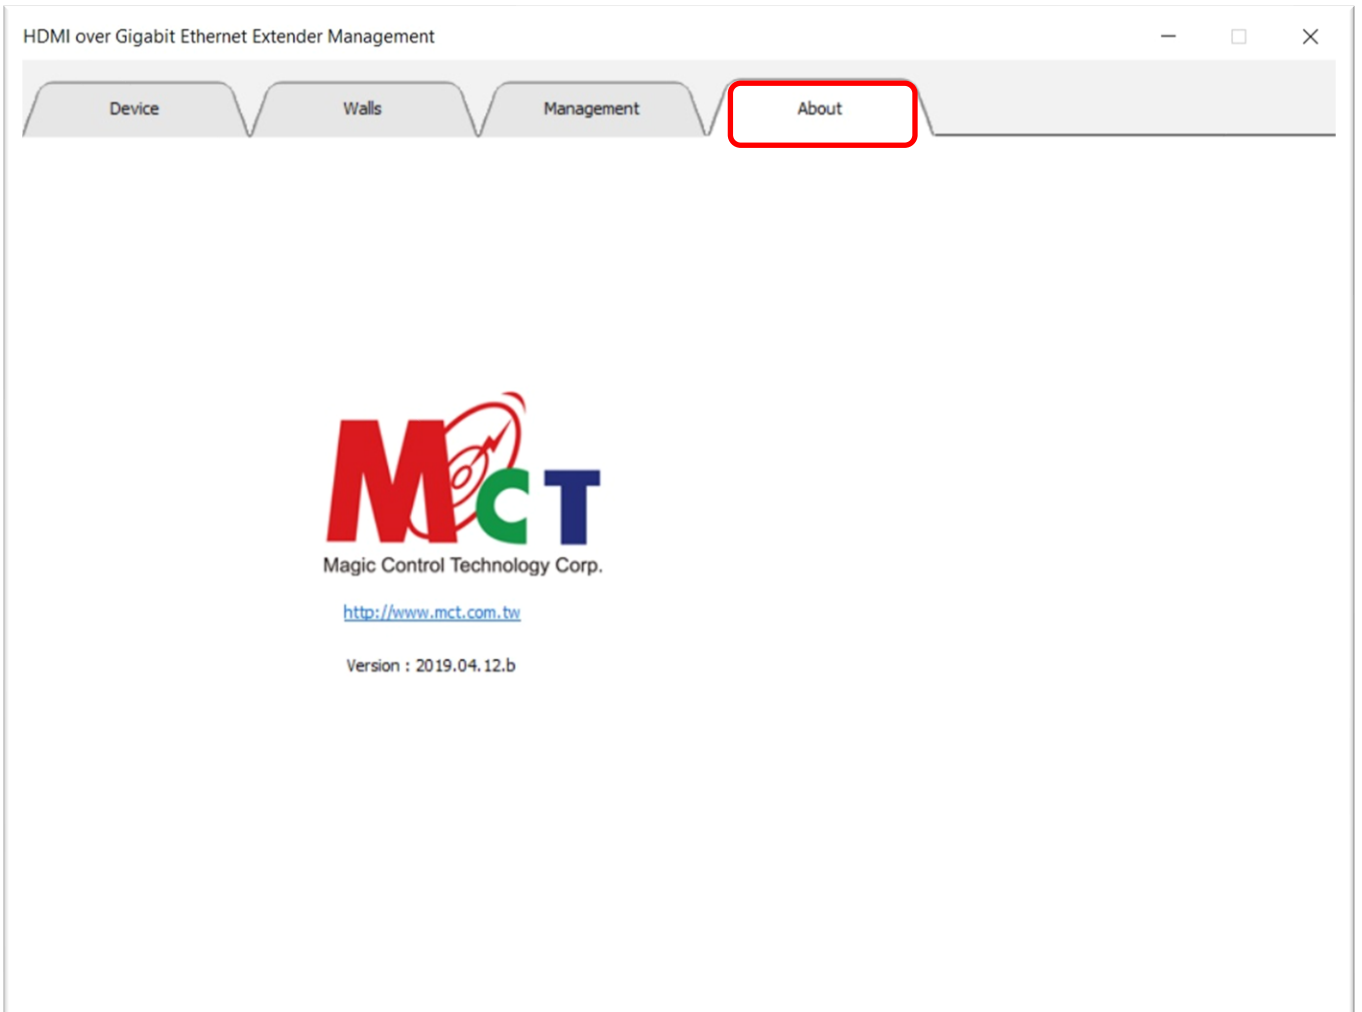 HDMI over Gigabit Ethernet Extender Management
Device Walls Management About
MCT
Magic Control Technology Corp.
http://www.mct.com.tw
Version : 2019.04.12.b